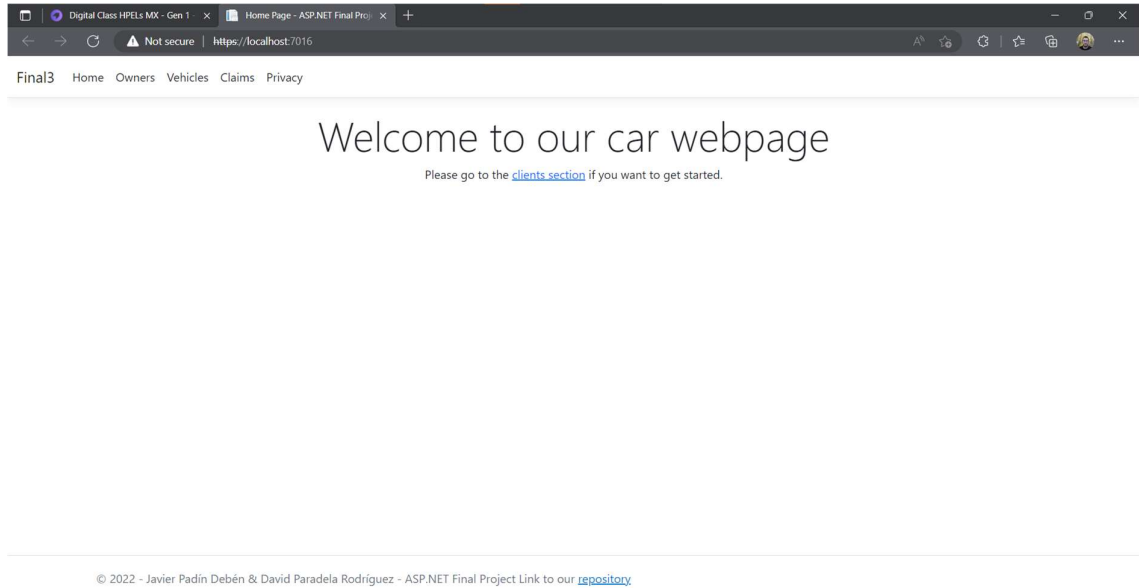 Digital Class HPELs MX - Gen 1 -
Home Page - ASP.NET Final Proj
Not secure | https://localhost:7016
Final3 Home Owners Vehicles Claims Privacy
Welcome to our car webpage
Please go to the clients section if you want to get started.
© 2022 - Javier Padín Debén & David Paradela Rodríguez - ASP.NET Final Project Link to our repository